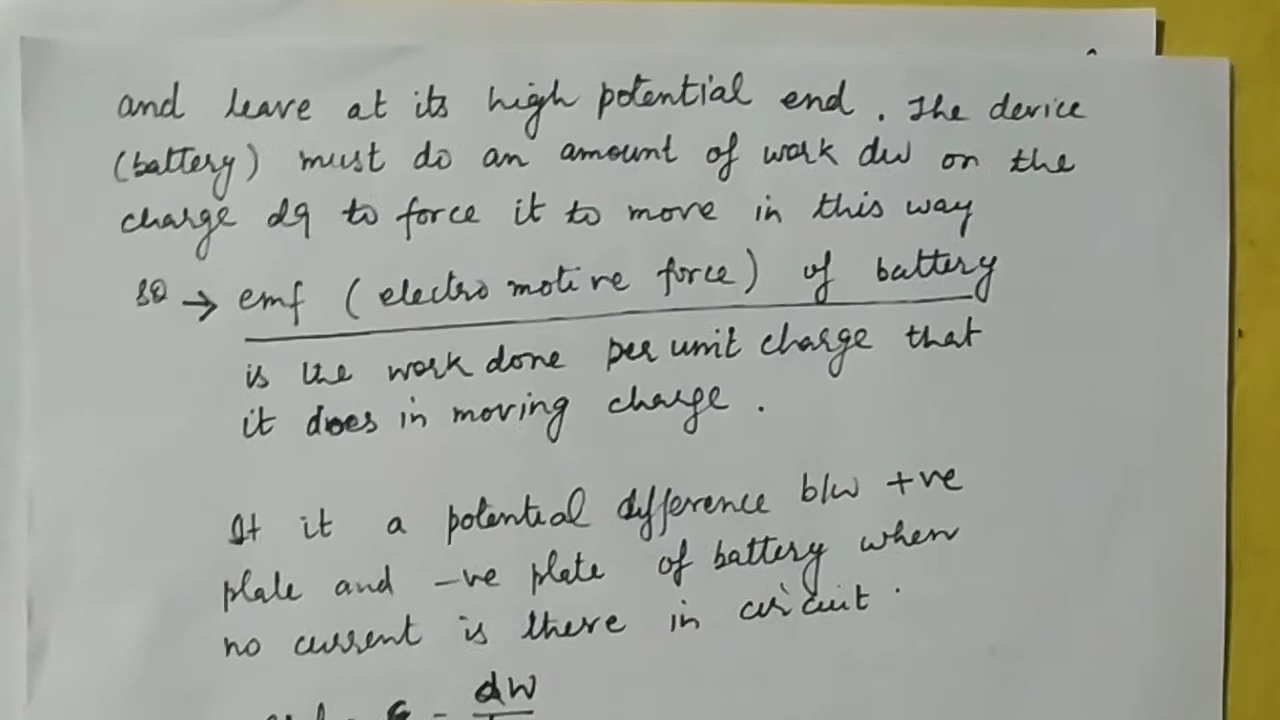 and leave at its high potential end. The device
(battery) must do an amount of work dw on the
charge dq to force it to move in this way
so → emf (electromotive force) of battery
is the work done per unit charge that
it does in moving charge.
It it a potential difference b/w +ve
plate and -ve plate of battery when
no current is there in circuit.
dW